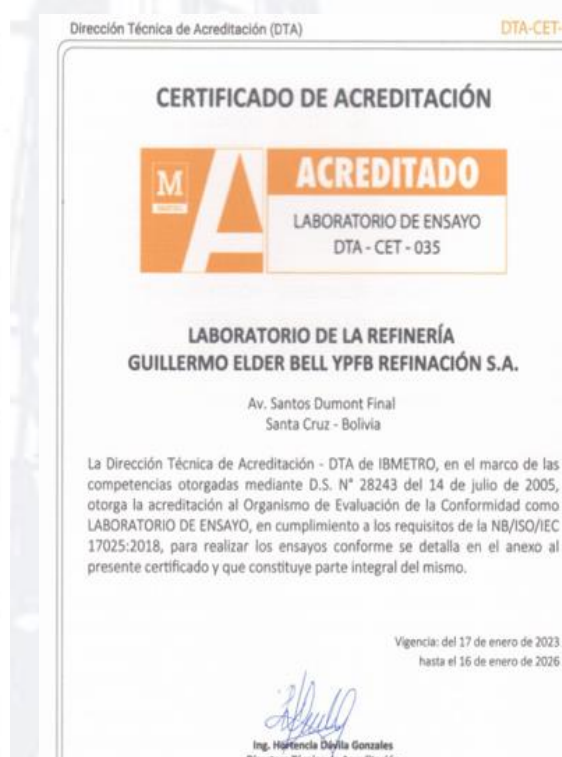 Dirección Técnica de Acreditación (DTA)
DTA-CET-
CERTIFICADO DE ACREDITACIÓN
M
A
ACREDITADO
LABORATORIO DE ENSAYO
DTA - CET - 035
LABORATORIO DE LA REFINERÍA
GUILLERMO ELDER BELL YPFB REFINACIÓN S.A.
Av. Santos Dumont Final
Santa Cruz - Bolivia
La Dirección Técnica de Acreditación - DTA de IBMETRO, en el marco de las
competencias otorgadas mediante D.S. N° 28243 del 14 de julio de 2005,
otorga la acreditación al Organismo de Evaluación de la Conformidad como
LABORATORIO DE ENSAYO, en cumplimiento a los requisitos de la NB/ISO/IEC
17025:2018, para realizar los ensayos conforme se detalla en el anexo al
presente certificado y que constituye parte integral del mismo.
Vigencia: del 17 de enero de 2023
hasta el 16 de enero de 2026
Ing. Hortencia Dávila Gonzales